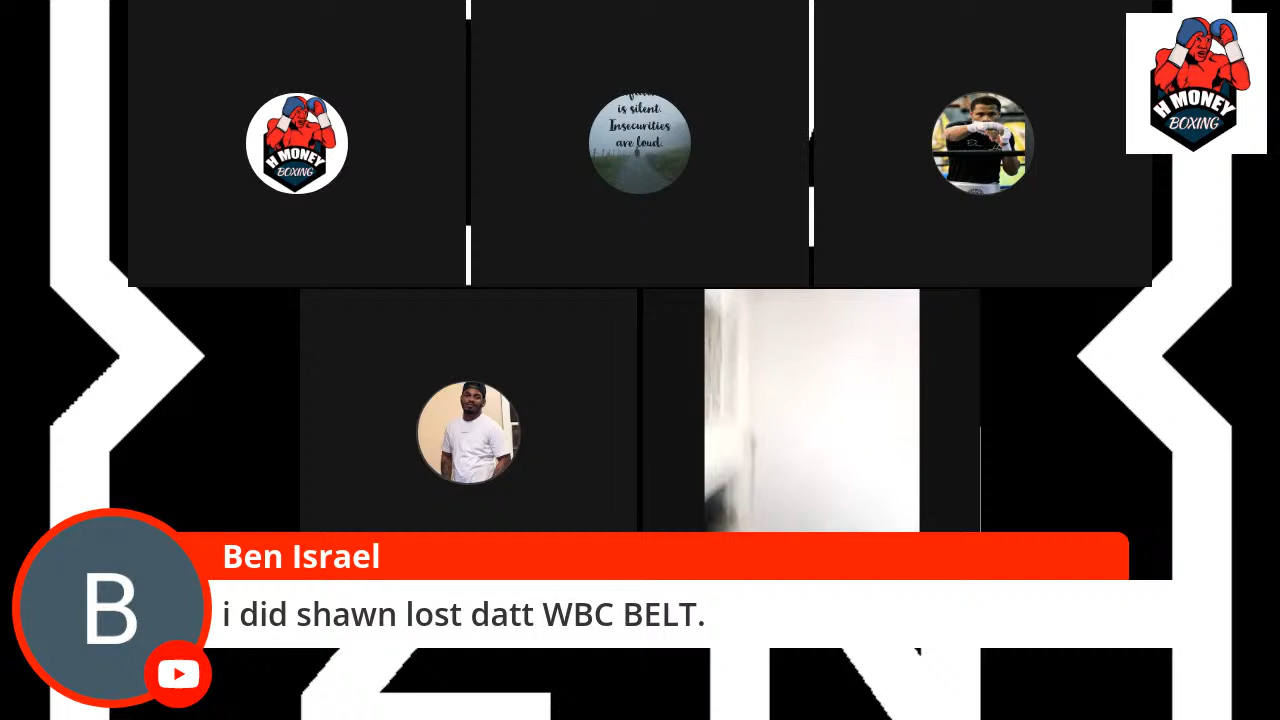 H MONEY
BOXING
is silent.
Insecurities
are loud.
H MONEY
BOXING
B
Ben Israel
i did shawn lost datt WBC BELT.